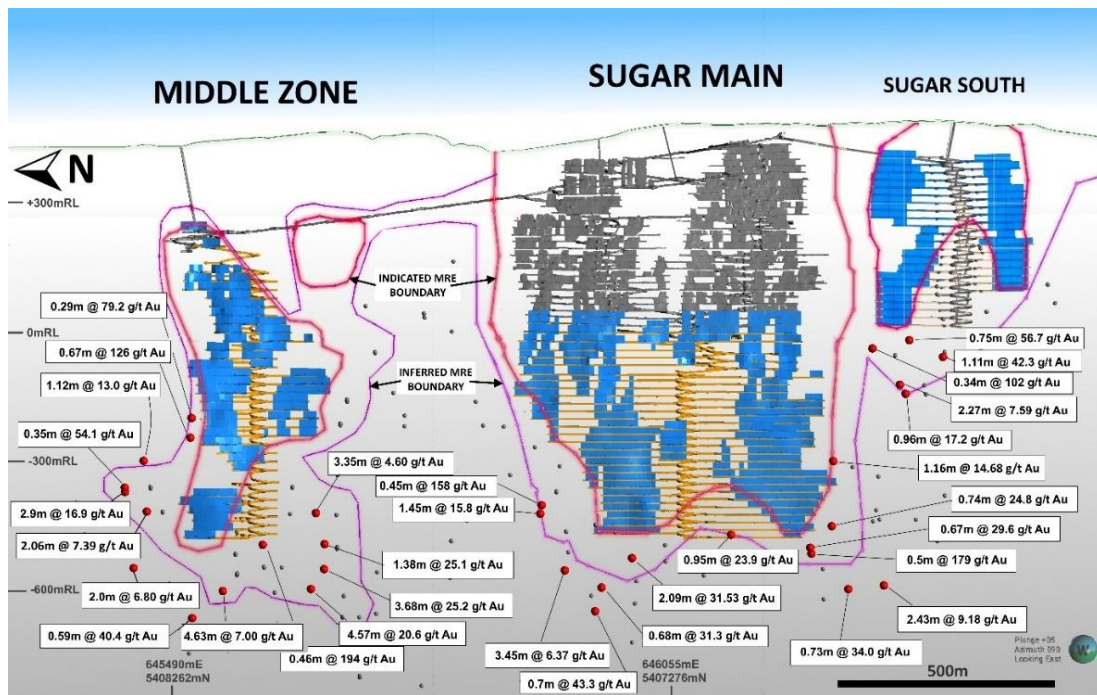 MIDDLE ZONE
SUGAR MAIN
SUGAR SOUTH
N
+300mRL
INDICATED MRE
BOUNDARY
0.29m @ 79.2 g/t Au
0mRL
0.67m @ 126 g/t Au
0.75m @ 56.7 g/t Au
1.11m @ 42.3 g/t Au
1.12m @ 13.0 g/t Au
INFERRED MRE
BOUNDARY
0.34m @ 102 g/t Au
2.27m @ 7.59 g/t Au
0.35m @ 54.1 g/t Au
0.96m @ 17.2 g/t Au
-300mRL
3.35m @ 4.60 g/t Au
1.16m @ 14.68 g/t Au
0.45m @ 158 g/t Au
2.9m @ 16.9 g/t Au
1.45m @ 15.8 g/t Au
0.74m @ 24.8 g/t Au
2.06m @ 7.39 g/t Au
0.67m @ 29.6 g/t Au
1.38m @ 25.1 g/t Au
0.95m @ 23.9 g/t Au
0.5m @ 179 g/t Au
-600mRL
2.0m @ 6.80 g/t Au
3.68m @ 25.2 g/t Au
2.09m @ 31.53 g/t Au
2.43m @ 9.18 g/t Au
0.59m @ 40.4 g/t Au
4.63m @ 7.00 g/t Au
4.57m @ 20.6 g/t Au
0.68m @ 31.3 g/t Au
0.73m @ 34.0 g/t Au
0.46m @ 194 g/t Au
3.45m @ 6.37 g/t Au
0.7m @ 43.3 g/t Au
645490mE
5408262mN
646055mE
5407276mN
500m
Plunge +06
Azimuth 090
Looking East
W